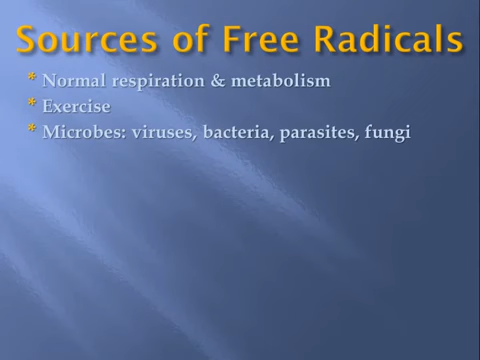 Sources of Free Radicals
* Normal respiration & metabolism
* Exercise
* Microbes: viruses, bacteria, parasites, fungi